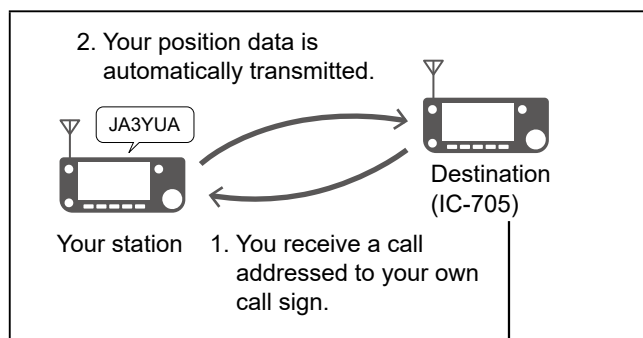 2. Your position data is
automatically transmitted.
JA3YUA
Destination
(IC-705)
Your station
1. You receive a call
addressed to your own
call sign.